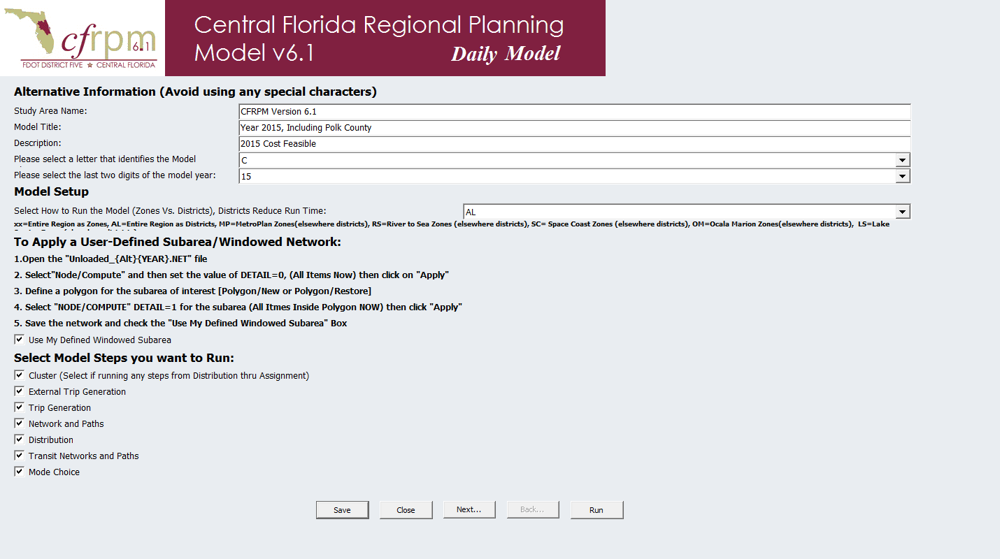 cfrpm 6.1
FDOT DISTRICT FIVE ★ CENTRAL FLORIDA
Central Florida Regional Planning
Model v6.1 Daily Model
Alternative Information (Avoid using any special characters)
Study Area Name: CFRPM Version 6.1
Model Title: Year 2015, Including Polk County
Description: 2015 Cost Feasible
Please select a letter that identifies the Model C
Please select the last two digits of the model year: 15
Model Setup
Select How to Run the Model (Zones Vs. Districts), Districts Reduce Run Time: AL
xx=Entire Region as Zones, AL=Entire Region as Districts, MP=MetroPlan Zones(elsewhere districts), RS=River to Sea Zones (elsewhere districts), SC= Space Coast Zones (elsewhere districts), OM=Ocala Marion Zones(elsewhere districts), LS=Lake
To Apply a User-Defined Subarea/Windowed Network:
1.Open the "Unloaded_{Alt}{YEAR}.NET" file
2. Select"Node/Compute" and then set the value of DETAIL=0, (All Items Now) then click on "Apply"
3. Define a polygon for the subarea of interest [Polygon/New or Polygon/Restore]
4. Select "NODE/COMPUTE" DETAIL=1 for the subarea (All Itmes Inside Polygon NOW) then click "Apply"
5. Save the network and check the "Use My Defined Windowed Subarea" Box
Use My Defined Windowed Subarea
Select Model Steps you want to Run:
Cluster (Select if running any steps from Distribution thru Assignment)
External Trip Generation
Trip Generation
Network and Paths
Distribution
Transit Networks and Paths
Mode Choice
Save Close Next... Back... Run